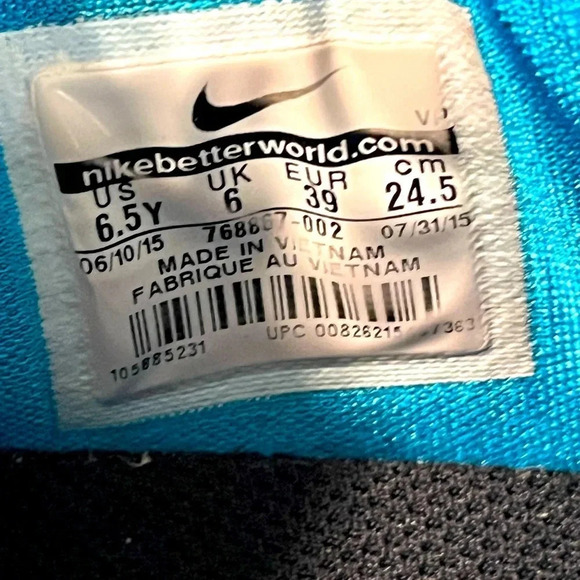 nikebetterworld.com
US UK EUR cm
6.5Y 6 39 24.5
06/10/15 07/31/15
MADE IN VIETNAM
FABRIQUE AU VIETNAM
UPC